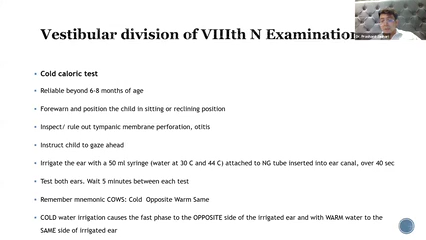 Vestibular division of VIIIth N Examination
Cold caloric test
Reliable beyond 6-8 months of age
Forewarn and position the child in sitting or reclining position
Inspect/ rule out tympanic membrane perforation, otitis
Instruct child to gaze ahead
Irrigate the ear with a 50 ml syringe (water at 30 C and 44 C) attached to NG tube inserted into ear canal, over 40 sec
Test both ears. Wait 5 minutes between each test
Remember mnemonic COWS: Cold Opposite Warm Same
COLD water irrigation causes the fast phase to the OPPOSITE side of the irrigated ear and with WARM water to the
SAME side of irrigated ear